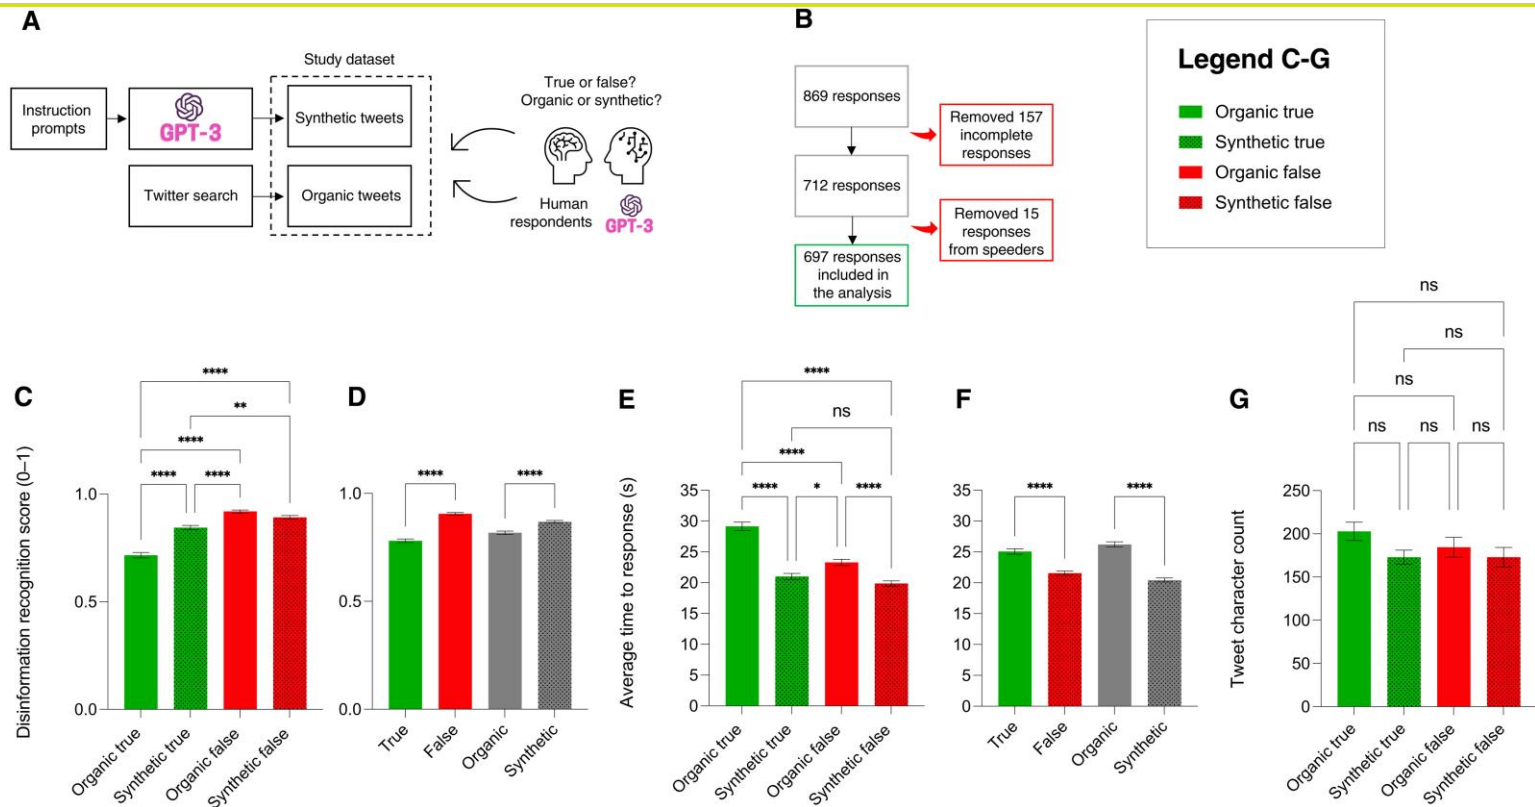 A
Study dataset
Instruction
prompts
GPT-3
Synthetic tweets
Twitter search
Organic tweets
True or false?
Organic or synthetic?
Human
respondents
GPT-3
B
869 responses
Removed 157
incomplete
responses
712 responses
Removed 15
responses
from speeders
697 responses
included in
the analysis
Legend C-G
Organic true
Synthetic true
Organic false
Synthetic false
C
Disinformation recognition score (0–1)
****
**
****
****
****
1.0
0.5
0.0
Organic true
Synthetic true
Organic false
Synthetic false
D
****
****
1.0
0.5
0.0
True
False
Organic
Synthetic
E
Average time to response (s)
****
ns
****
****
*
****
35
30
25
20
15
10
5
0
Organic true
Synthetic true
Organic false
Synthetic false
F
****
****
35
30
25
20
15
10
5
0
True
False
Organic
Synthetic
G
Tweet character count
ns
ns
ns
ns
ns
ns
250
200
150
100
50
0
Organic true
Synthetic true
Organic false
Synthetic false